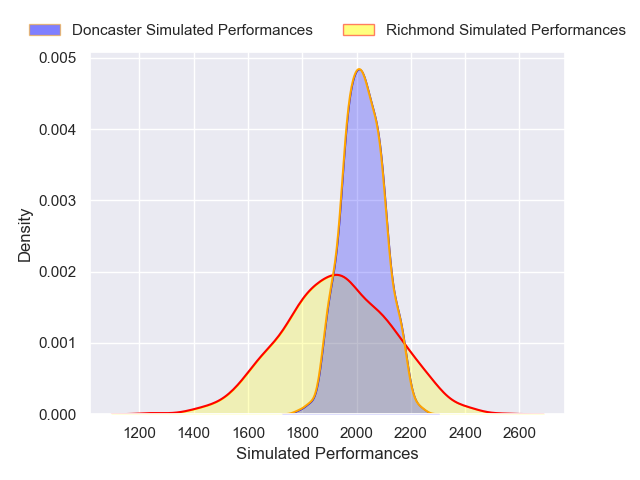 Doncaster Simulated Performances Richmond Simulated Performances
0.005
0.004
0.003
0.002
0.001
0.000
Density
1200 1400 1600 1800 2000 2200 2400 2600
Simulated Performances